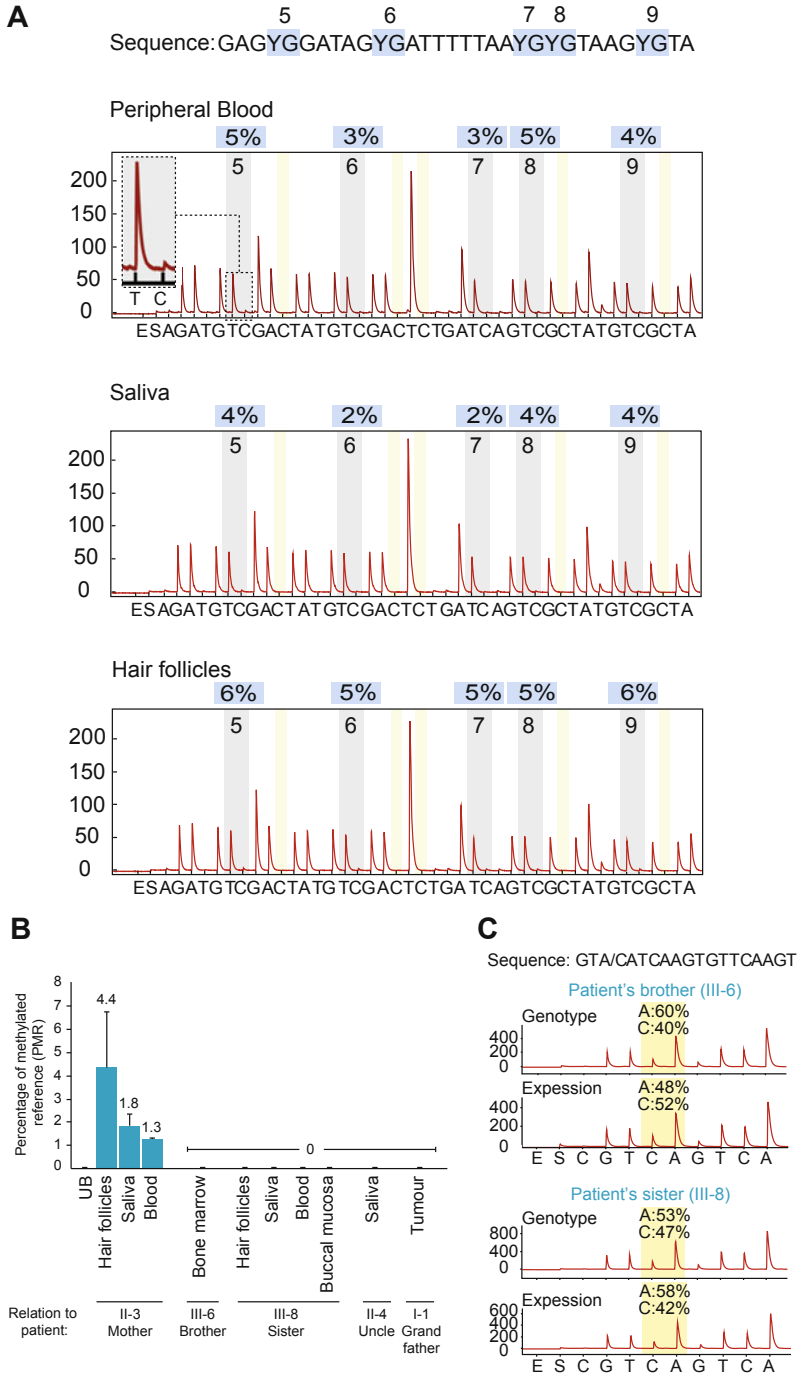 A
5 6 7 8 9
Sequence:GAGYGGATAGYGATTTTTAAYGYGTAAGYGTA
Peripheral Blood
5% 3% 3% 5% 4%
5 6 7 8 9
200
150
100
50
0
T C
ESAGATGTCGACTATGTCGACTCTGATCAGTCGCTATGTCGCTA
Saliva
4% 2% 2% 4% 4%
5 6 7 8 9
200
150
100
50
0
ESAGATGTCGACTATGTCGACTCTGATCAGTCGCTATGTCGCTA
Hair follicles
6% 5% 5% 5% 6%
5 6 7 8 9
200
150
100
50
0
ESAGATGTCGACTATGTCGACTCTGATCAGTCGCTATGTCGCTA
B
Percentage of methylated
reference (PMR)
8
7
6
5
4
3
2
1
0
4.4
1.8
1.3
0
UB
Hair follicles
Saliva
Blood
Bone marrow
Hair follicles
Saliva
Blood
Buccal mucosa
Saliva
Tumour
Relation to
patient:
II-3
Mother
III-6
Brother
III-8
Sister
II-4
Uncle
I-1
Grand
father
C
Sequence: GTA/CATCAAGTGTTCAAGT
Patient's brother (III-6)
Genotype
A:60%
C:40%
400
200
0
Expession
A:48%
C:52%
400
200
0
E S C G T C A G T C A
Patient's sister (III-8)
Genotype
A:53%
C:47%
800
400
0
Expession
A:58%
C:42%
600
400
200
0
E S C G T C A G T C A